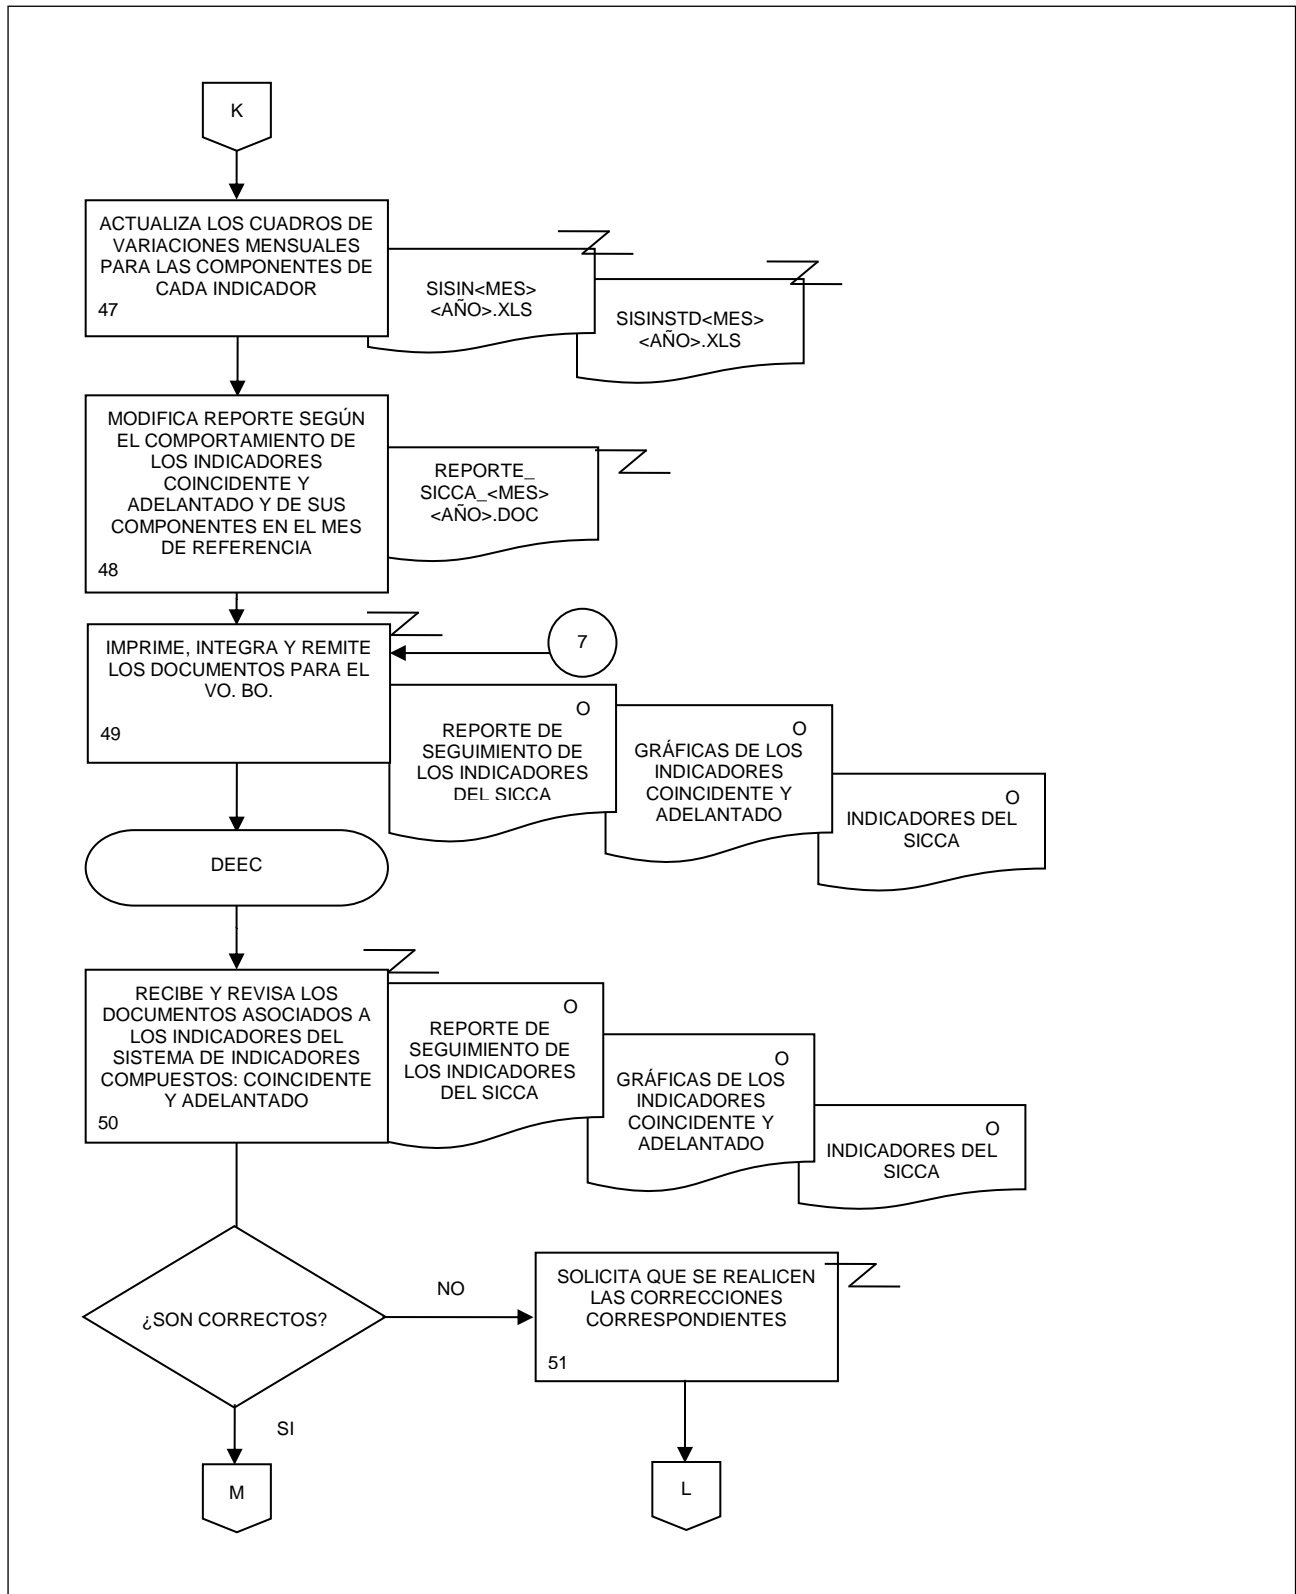 K
ACTUALIZA LOS CUADROS DE
VARIACIONES MENSUALES
PARA LAS COMPONENTES DE
CADA INDICADOR
47
SISIN<MES>
<AÑO>.XLS
SISINSTD<MES>
<AÑO>.XLS
MODIFICA REPORTE SEGÚN
EL COMPORTAMIENTO DE
LOS INDICADORES
COINCIDENTE Y
ADELANTADO Y DE SUS
COMPONENTES EN EL MES
DE REFERENCIA
48
REPORTE_
SICCA_<MES>
<AÑO>.DOC
IMPRIME, INTEGRA Y REMITE
LOS DOCUMENTOS PARA EL
VO. BO.
49
7
O
REPORTE DE
SEGUIMIENTO DE
LOS INDICADORES
DEL SICCA
O
GRÁFICAS DE LOS
INDICADORES
COINCIDENTE Y
ADELANTADO
O
INDICADORES DEL
SICCA
DEEC
RECIBE Y REVISA LOS
DOCUMENTOS ASOCIADOS A
LOS INDICADORES DEL
SISTEMA DE INDICADORES
COMPUESTOS: COINCIDENTE
Y ADELANTADO
50
O
REPORTE DE
SEGUIMIENTO DE
LOS INDICADORES
DEL SICCA
O
GRÁFICAS DE LOS
INDICADORES
COINCIDENTE Y
ADELANTADO
O
INDICADORES DEL
SICCA
¿SON CORRECTOS?
NO
SOLICITA QUE SE REALICEN
LAS CORRECCIONES
CORRESPONDIENTES
51
SI
M
L